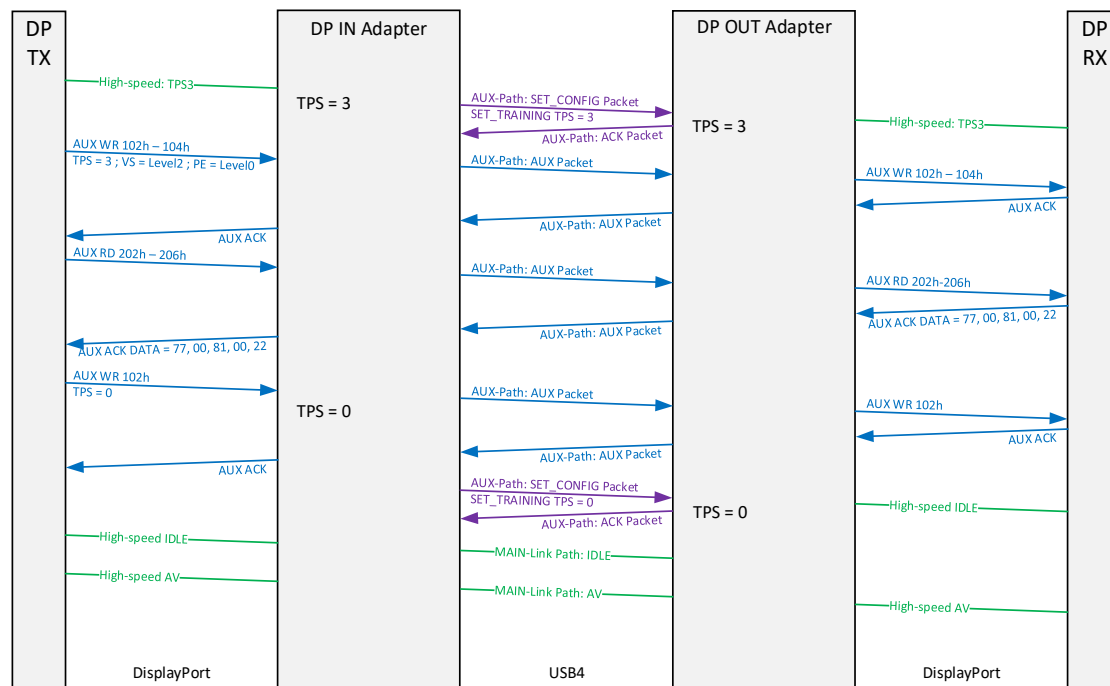 DP
TX
DP IN Adapter
DP OUT Adapter
DP
RX
High-speed: TPS3
TPS = 3
AUX-Path: SET_CONFIG Packet
SET_TRAINING TPS = 3
AUX-Path: ACK Packet
TPS = 3
High-speed: TPS3
AUX WR 102h – 104h
TPS = 3 ; VS = Level2 ; PE = Level0
AUX-Path: AUX Packet
AUX WR 102h – 104h
AUX ACK
AUX-Path: AUX Packet
AUX ACK
AUX RD 202h – 206h
AUX-Path: AUX Packet
AUX RD 202h-206h
AUX ACK DATA = 77, 00, 81, 00, 22
AUX-Path: AUX Packet
AUX ACK DATA = 77, 00, 81, 00, 22
AUX WR 102h
TPS = 0
TPS = 0
AUX-Path: AUX Packet
AUX WR 102h
AUX ACK
AUX-Path: AUX Packet
AUX ACK
AUX-Path: SET_CONFIG Packet
SET_TRAINING TPS = 0
AUX-Path: ACK Packet
TPS = 0
High-speed IDLE
High-speed IDLE
MAIN-Link Path: IDLE
High-speed AV
MAIN-Link Path: AV
High-speed AV
DisplayPort
USB4
DisplayPort